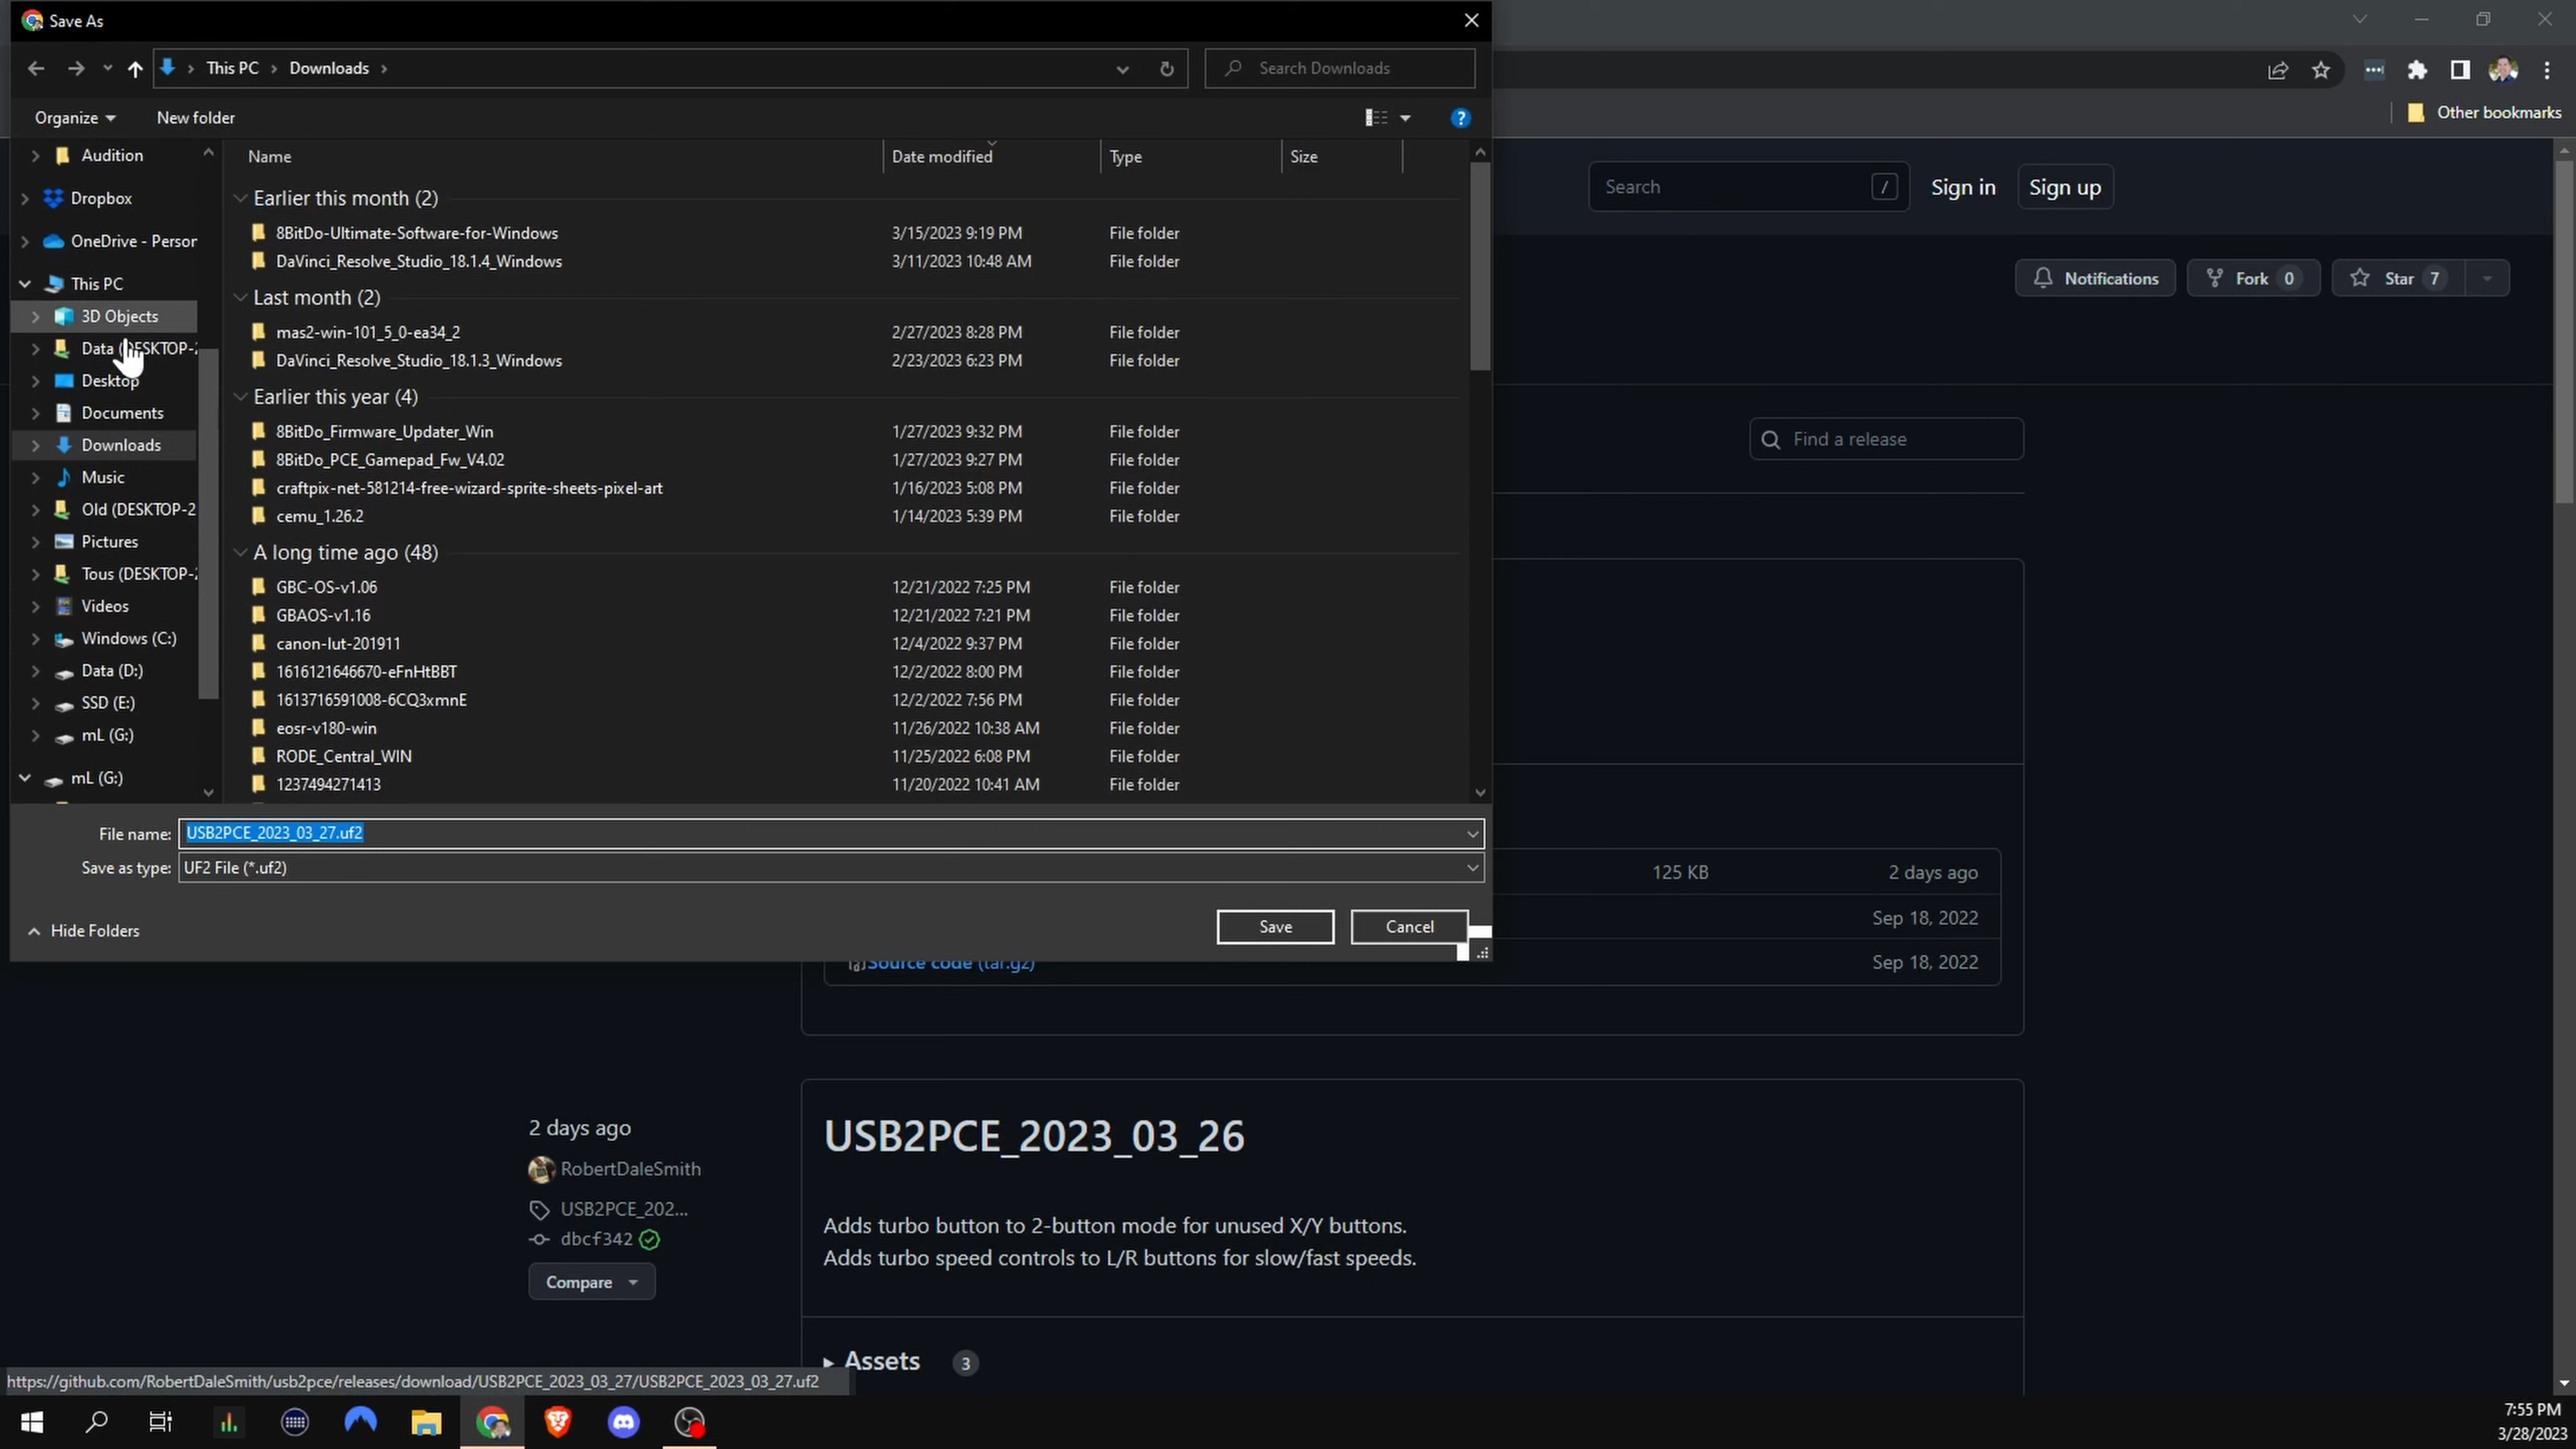 Save As
This PC
Downloads
Search Downloads
Other bookmarks
Organize
New folder
?
Name
Date modified
Type
Size
Audition
Dropbox
OneDrive - Person
This PC
3D Objects
Data (DESKTOP-2
Desktop
Documents
Downloads
Music
Old (DESKTOP-2
Pictures
Tous (DESKTOP-2
Videos
Windows (C:)
Data (D:)
SSD (E:)
mL (G:)
mL (G:)
Earlier this month (2)
8BitDo-Ultimate-Software-for-Windows 3/15/2023 9:19 PM File folder
DaVinci_Resolve_Studio_18.1.4_Windows 3/11/2023 10:48 AM File folder
Last month (2)
mas2-win-101_5_0-ea34_2 2/27/2023 8:28 PM File folder
DaVinci_Resolve_Studio_18.1.3_Windows 2/23/2023 6:23 PM File folder
Earlier this year (4)
8BitDo_Firmware_Updater_Win 1/27/2023 9:32 PM File folder
8BitDo_PCE_Gamepad_Fw_V4.02 1/27/2023 9:27 PM File folder
craftpix-net-581214-free-wizard-sprite-sheets-pixel-art 1/16/2023 5:08 PM File folder
cemu_1.26.2 1/14/2023 5:39 PM File folder
A long time ago (48)
GBC-OS-v1.06 12/21/2022 7:25 PM File folder
GBAOS-v1.16 12/21/2022 7:21 PM File folder
canon-lut-201911 12/4/2022 9:37 PM File folder
1616121646670-eFnHtBBT 12/2/2022 8:00 PM File folder
1613716591008-6CQ3xmnE 12/2/2022 7:56 PM File folder
eosr-v180-win 11/26/2022 10:38 AM File folder
RODE_Central_WIN 11/25/2022 6:08 PM File folder
1237494271413 11/20/2022 10:41 AM File folder
File name: USB2PCE_2023_03_27.uf2
Save as type: UF2 File (*.uf2)
Hide Folders
Save
Cancel
Search /
Sign in
Sign up
Notifications
Fork 0
Star 7
Find a release
125 KB 2 days ago
Sep 18, 2022
Source code (tar.gz) Sep 18, 2022
2 days ago
RobertDaleSmith
USB2PCE_202...
dbcf342
Compare
USB2PCE_2023_03_26
Adds turbo button to 2-button mode for unused X/Y buttons.
Adds turbo speed controls to L/R buttons for slow/fast speeds.
Assets 3
https://github.com/RobertDaleSmith/usb2pce/releases/download/USB2PCE_2023_03_27/USB2PCE_2023_03_27.uf2
7:55 PM
3/28/2023